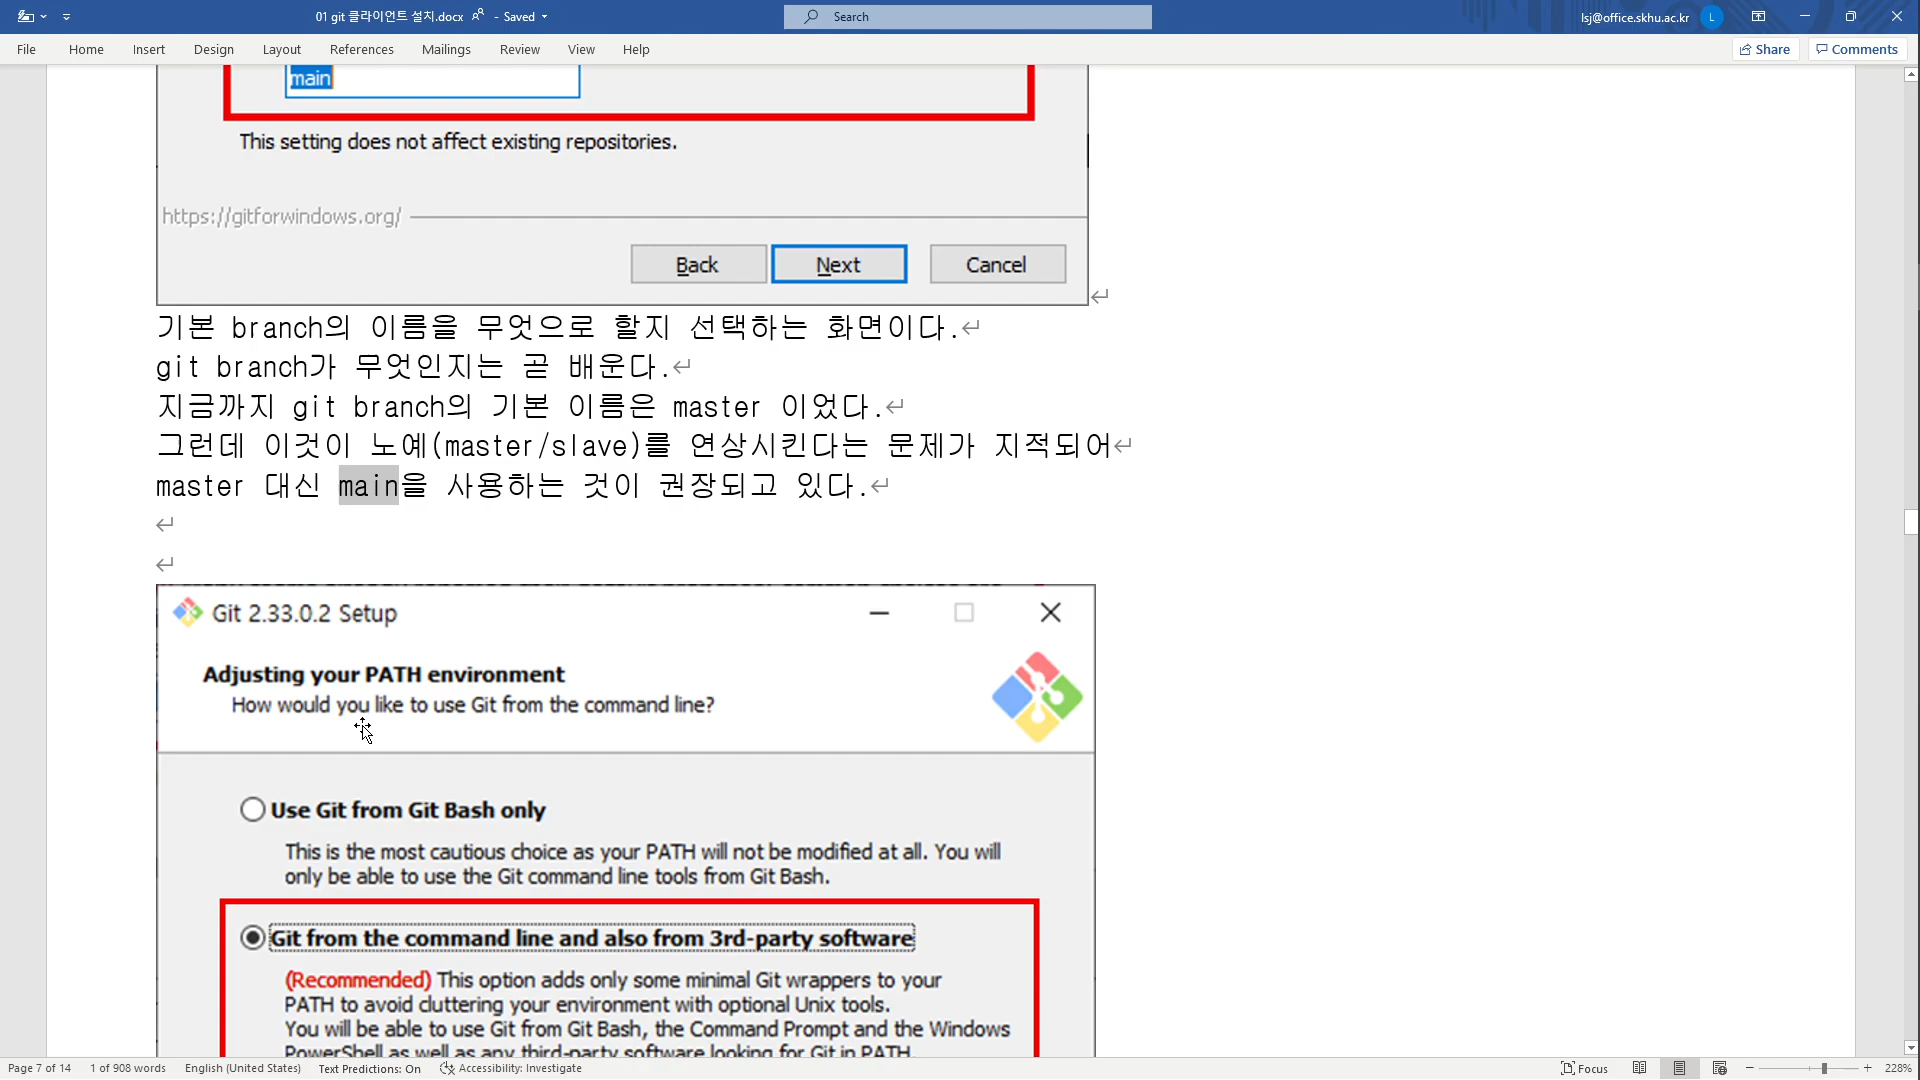 01 git 클라이언트 설치.docx - Saved
Search
lsj@office.skhu.ac.kr L
File Home Insert Design Layout References Mailings Review View Help
Share Comments
main
This setting does not affect existing repositories.
https://gitforwindows.org/
Back Next Cancel
기본 branch의 이름을 무엇으로 할지 선택하는 화면이다.
git branch가 무엇인지는 곧 배운다.
지금까지 git branch의 기본 이름은 master 이었다.
그런데 이것이 노예(master/slave)를 연상시킨다는 문제가 지적되어
master 대신 main을 사용하는 것이 권장되고 있다.
Git 2.33.0.2 Setup
Adjusting your PATH environment
How would you like to use Git from the command line?
Use Git from Git Bash only
This is the most cautious choice as your PATH will not be modified at all. You will
only be able to use the Git command line tools from Git Bash.
Git from the command line and also from 3rd-party software
(Recommended) This option adds only some minimal Git wrappers to your
PATH to avoid cluttering your environment with optional Unix tools.
You will be able to use Git from Git Bash, the Command Prompt and the Windows
PowerShell as well as any third-party software looking for Git in PATH.
Page 7 of 14 1 of 908 words English (United States) Text Predictions: On Accessibility: Investigate Focus 228%